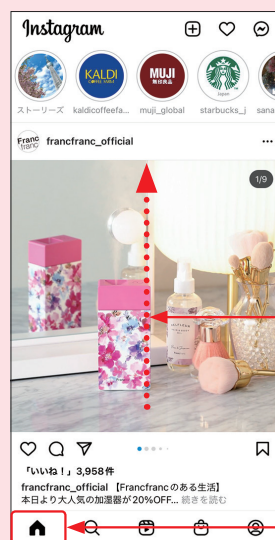 Instagram
KALDI
MUJI
無印良品
ストーリーズ kaldicoffeefa... muji_global starbucks_j sana
Franc
franc
francfranc_official
1/9
「いいね！」3,958件
francfranc_official 【Francfrancのある生活】
本日より大人気の加湿器が20%OFF... 続きを読む